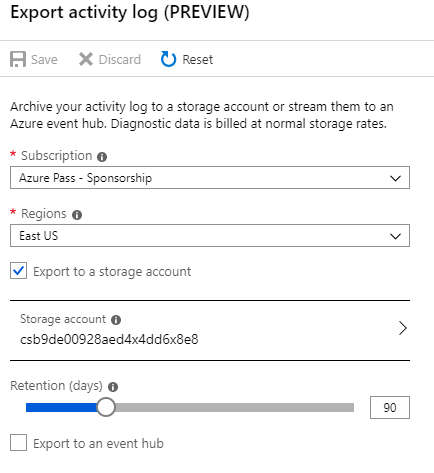 Export activity log (PREVIEW)
Save Discard Reset
Archive your activity log to a storage account or stream them to an
Azure event hub. Diagnostic data is billed at normal storage rates.
* Subscription
Azure Pass - Sponsorship
* Regions
East US
Export to a storage account
Storage account
csb9de00928aed4x4dd6x8e8
Retention (days)
90
Export to an event hub